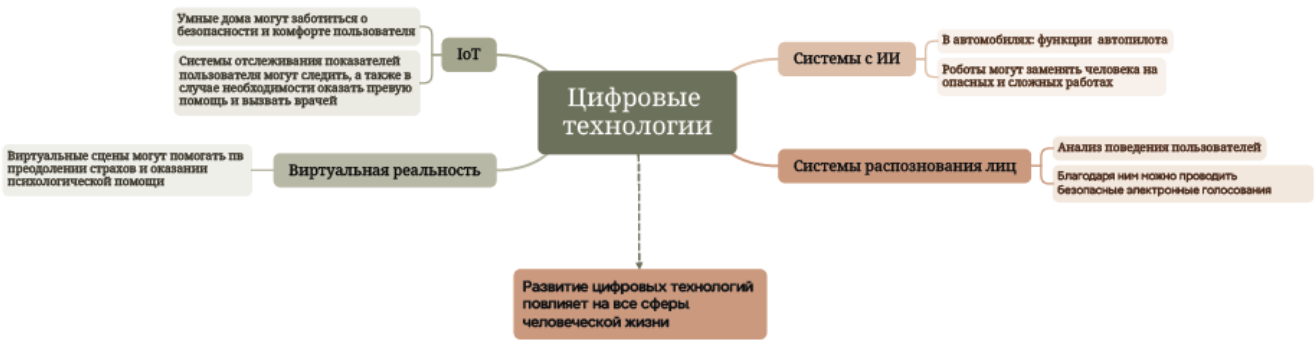 Умные дома могут заботиться о
безопасности и комфорте пользователя
IoT
Системы отслеживания показателей
пользователя могут следить, а также в
случае необходимости оказать превую
помощь и вызвать врачей
Виртуальные сцены могут помогать пв
преодолении страхов и оказании
психологической помощи
Виртуальная реальность
Цифровые
технологии
Системы с ИИ
В автомобилях: функции автопилота
Роботы могут заменять человека на
опасных и сложных работах
Системы распознования лиц
Анализ поведения пользователей
Благодаря ним можно проводить
безопасные электронные голосования
Развитие цифровых технологий
повлияет на все сферы
человеческой жизни